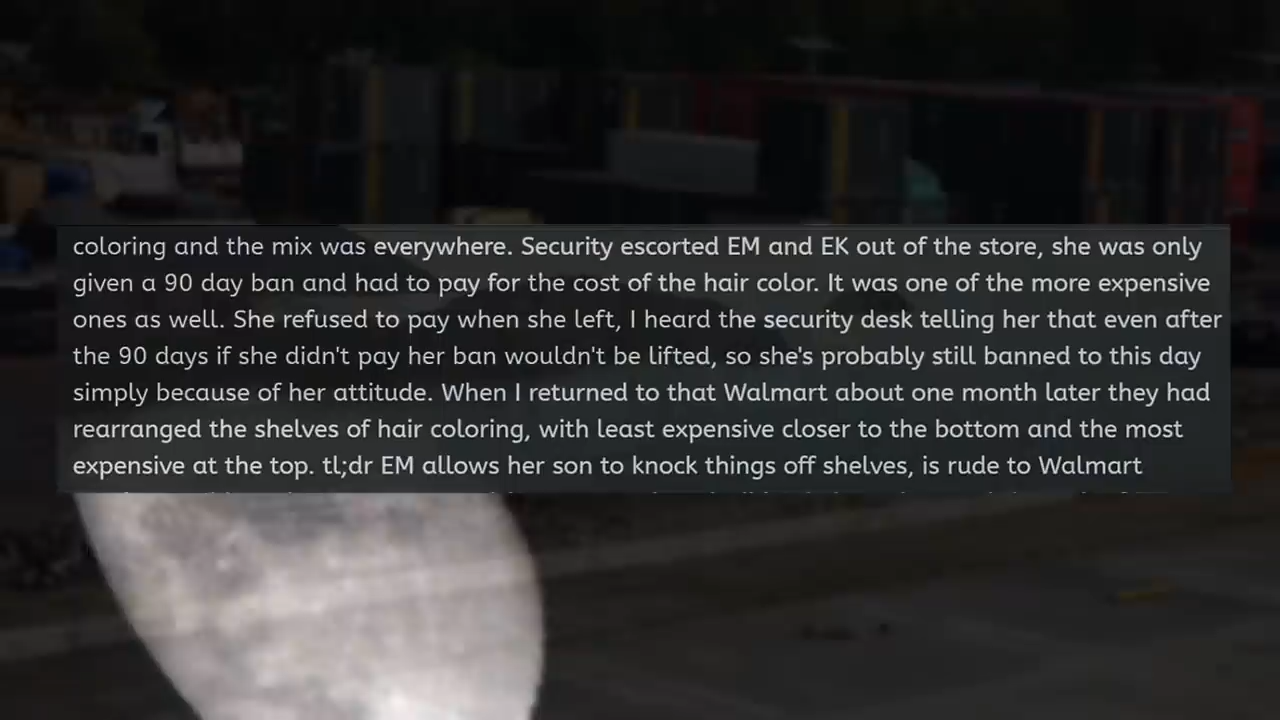 coloring and the mix was everywhere. Security escorted EM and EK out of the store, she was only
given a 90 day ban and had to pay for the cost of the hair color. It was one of the more expensive
ones as well. She refused to pay when she left, I heard the security desk telling her that even after
the 90 days if she didn't pay her ban wouldn't be lifted, so she's probably still banned to this day
simply because of her attitude. When I returned to that Walmart about one month later they had
rearranged the shelves of hair coloring, with least expensive closer to the bottom and the most
expensive at the top. tl;dr EM allows her son to knock things off shelves, is rude to Walmart